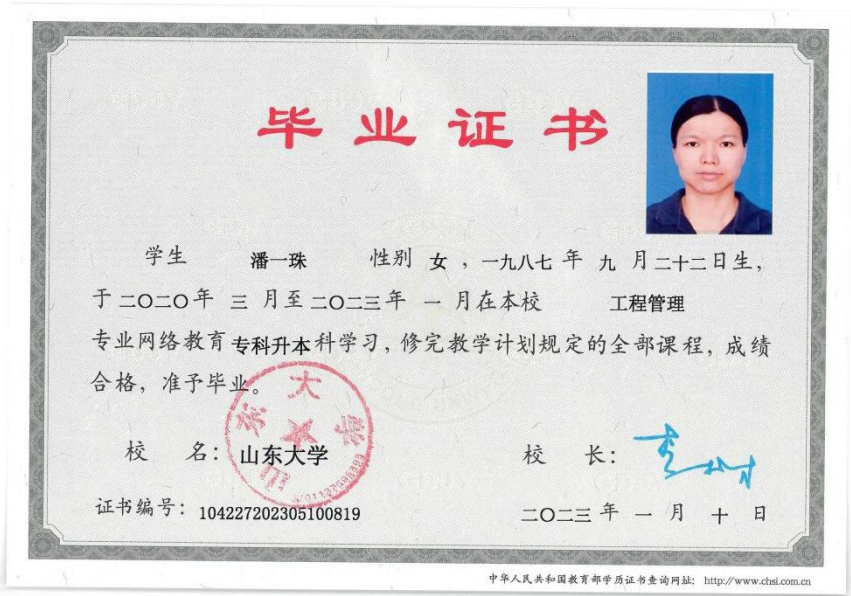 毕业证书
学生 潘一珠 性别 女，一九八七年 九 月二十二日生，
于二〇二〇年 三 月至二〇二三年 一 月在本校 工程管理
专业网络教育专科升本科学习，修完教学计划规定的全部课程，成绩
合格，准予毕业。
山东大学
校 名：山东大学
校 长：
证书编号：104227202305100819
二〇二三 年 一 月 十 日
中华人民共和国教育部学历证书查询网址：http://www.chsi.com.cn